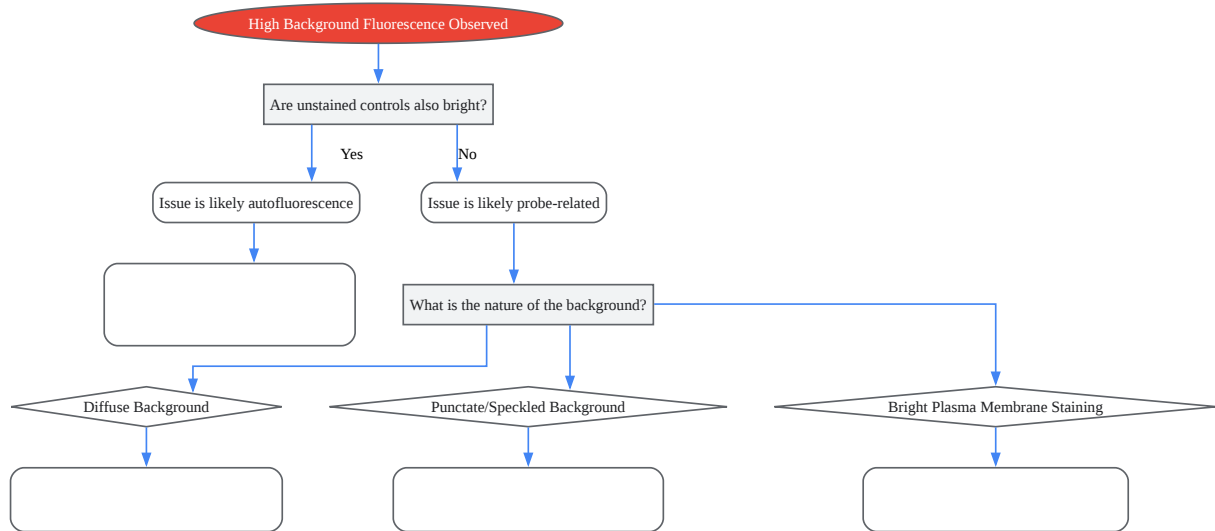 High Background Fluorescence Observed
Are unstained controls also bright?
Yes
No
Issue is likely autofluorescence
Issue is likely probe-related
What is the nature of the background?
Diffuse Background
Punctate/Speckled Background
Bright Plasma Membrane Staining